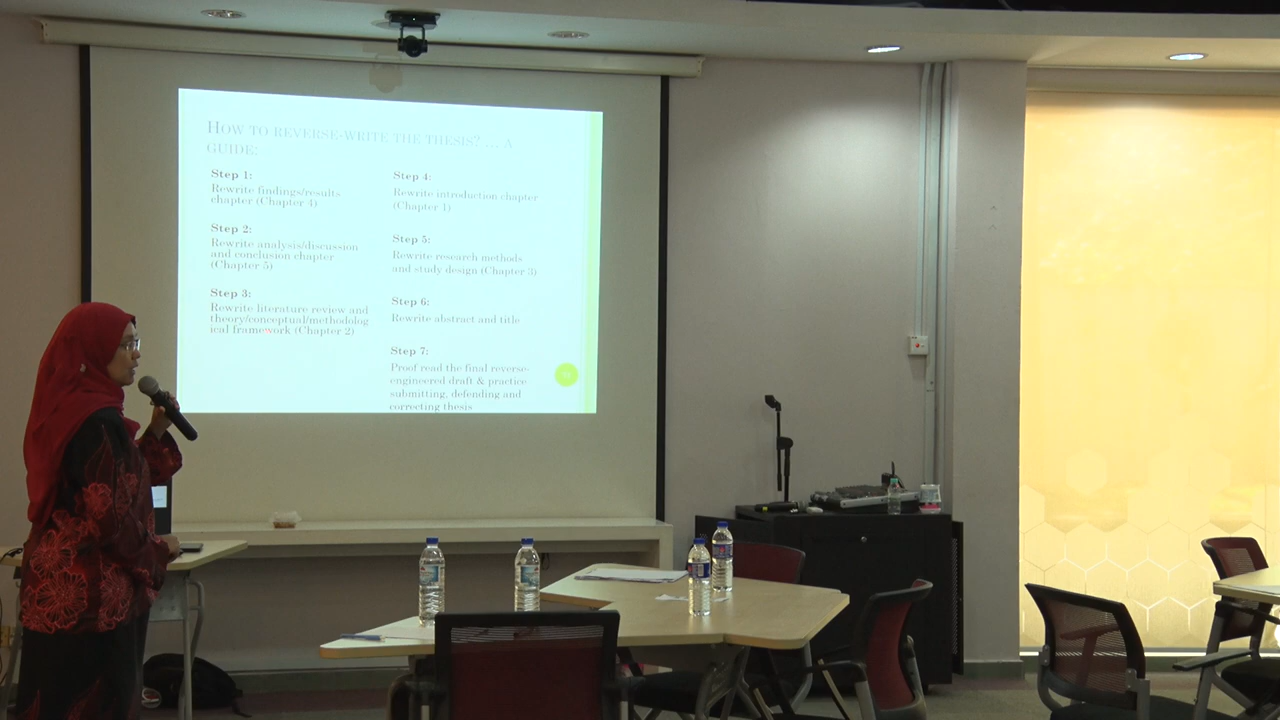 HOW TO REVERSE-WRITE THE THESIS? ... A
GUIDE:
Step 1:
Rewrite findings/results
chapter (Chapter 4)
Step 2:
Rewrite analysis/discussion
and conclusion chapter
(Chapter 5)
Step 3:
Rewrite literature review and
theory/conceptual/methodolog
ical framework (Chapter 2)
Step 4:
Rewrite introduction chapter
(Chapter 1)
Step 5:
Rewrite research methods
and study design (Chapter 3)
Step 6:
Rewrite abstract and title
Step 7:
Proof read the final reverse-
engineered draft & practice
submitting, defending and
correcting thesis